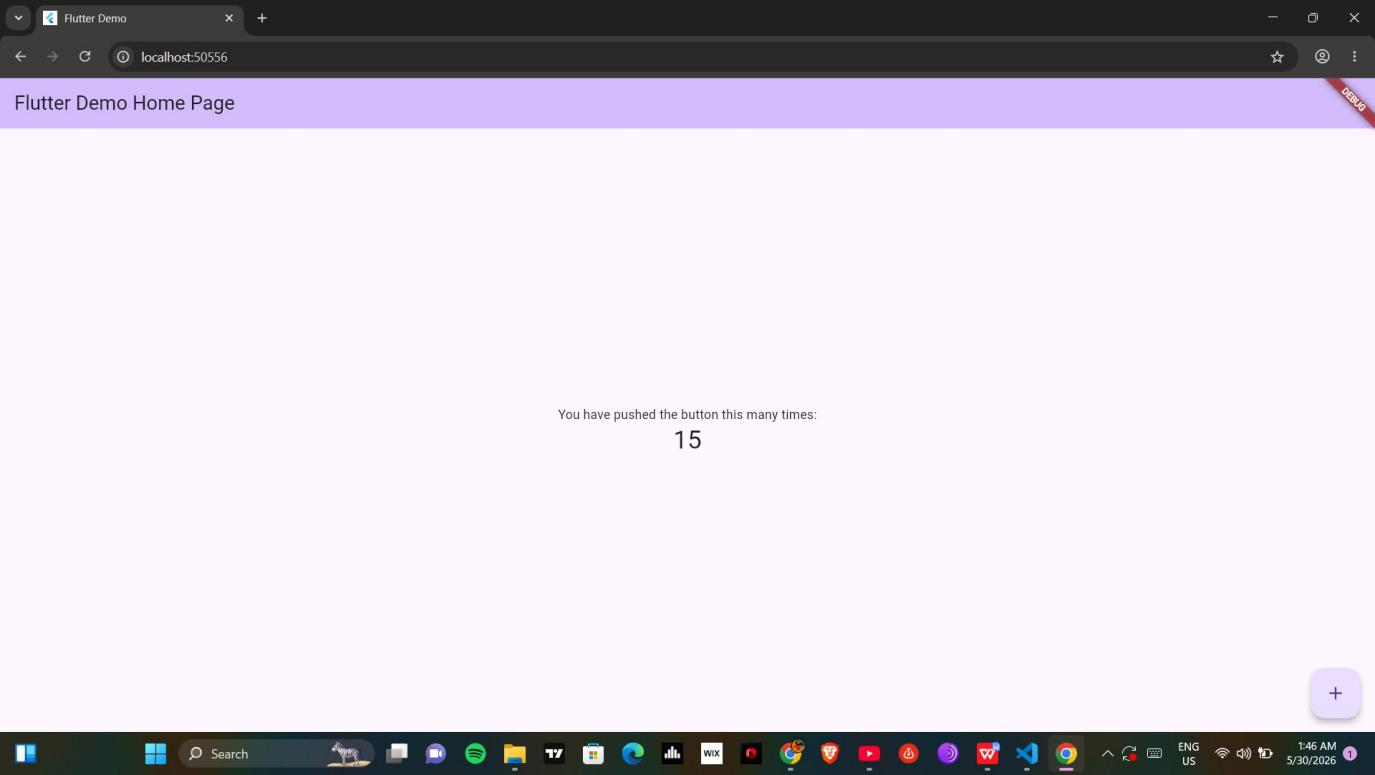 Flutter Demo
localhost:50556
Flutter Demo Home Page
DEBUG
You have pushed the button this many times:
15
+
Search
WIX
ENG
US
1:46 AM
5/30/2026
1